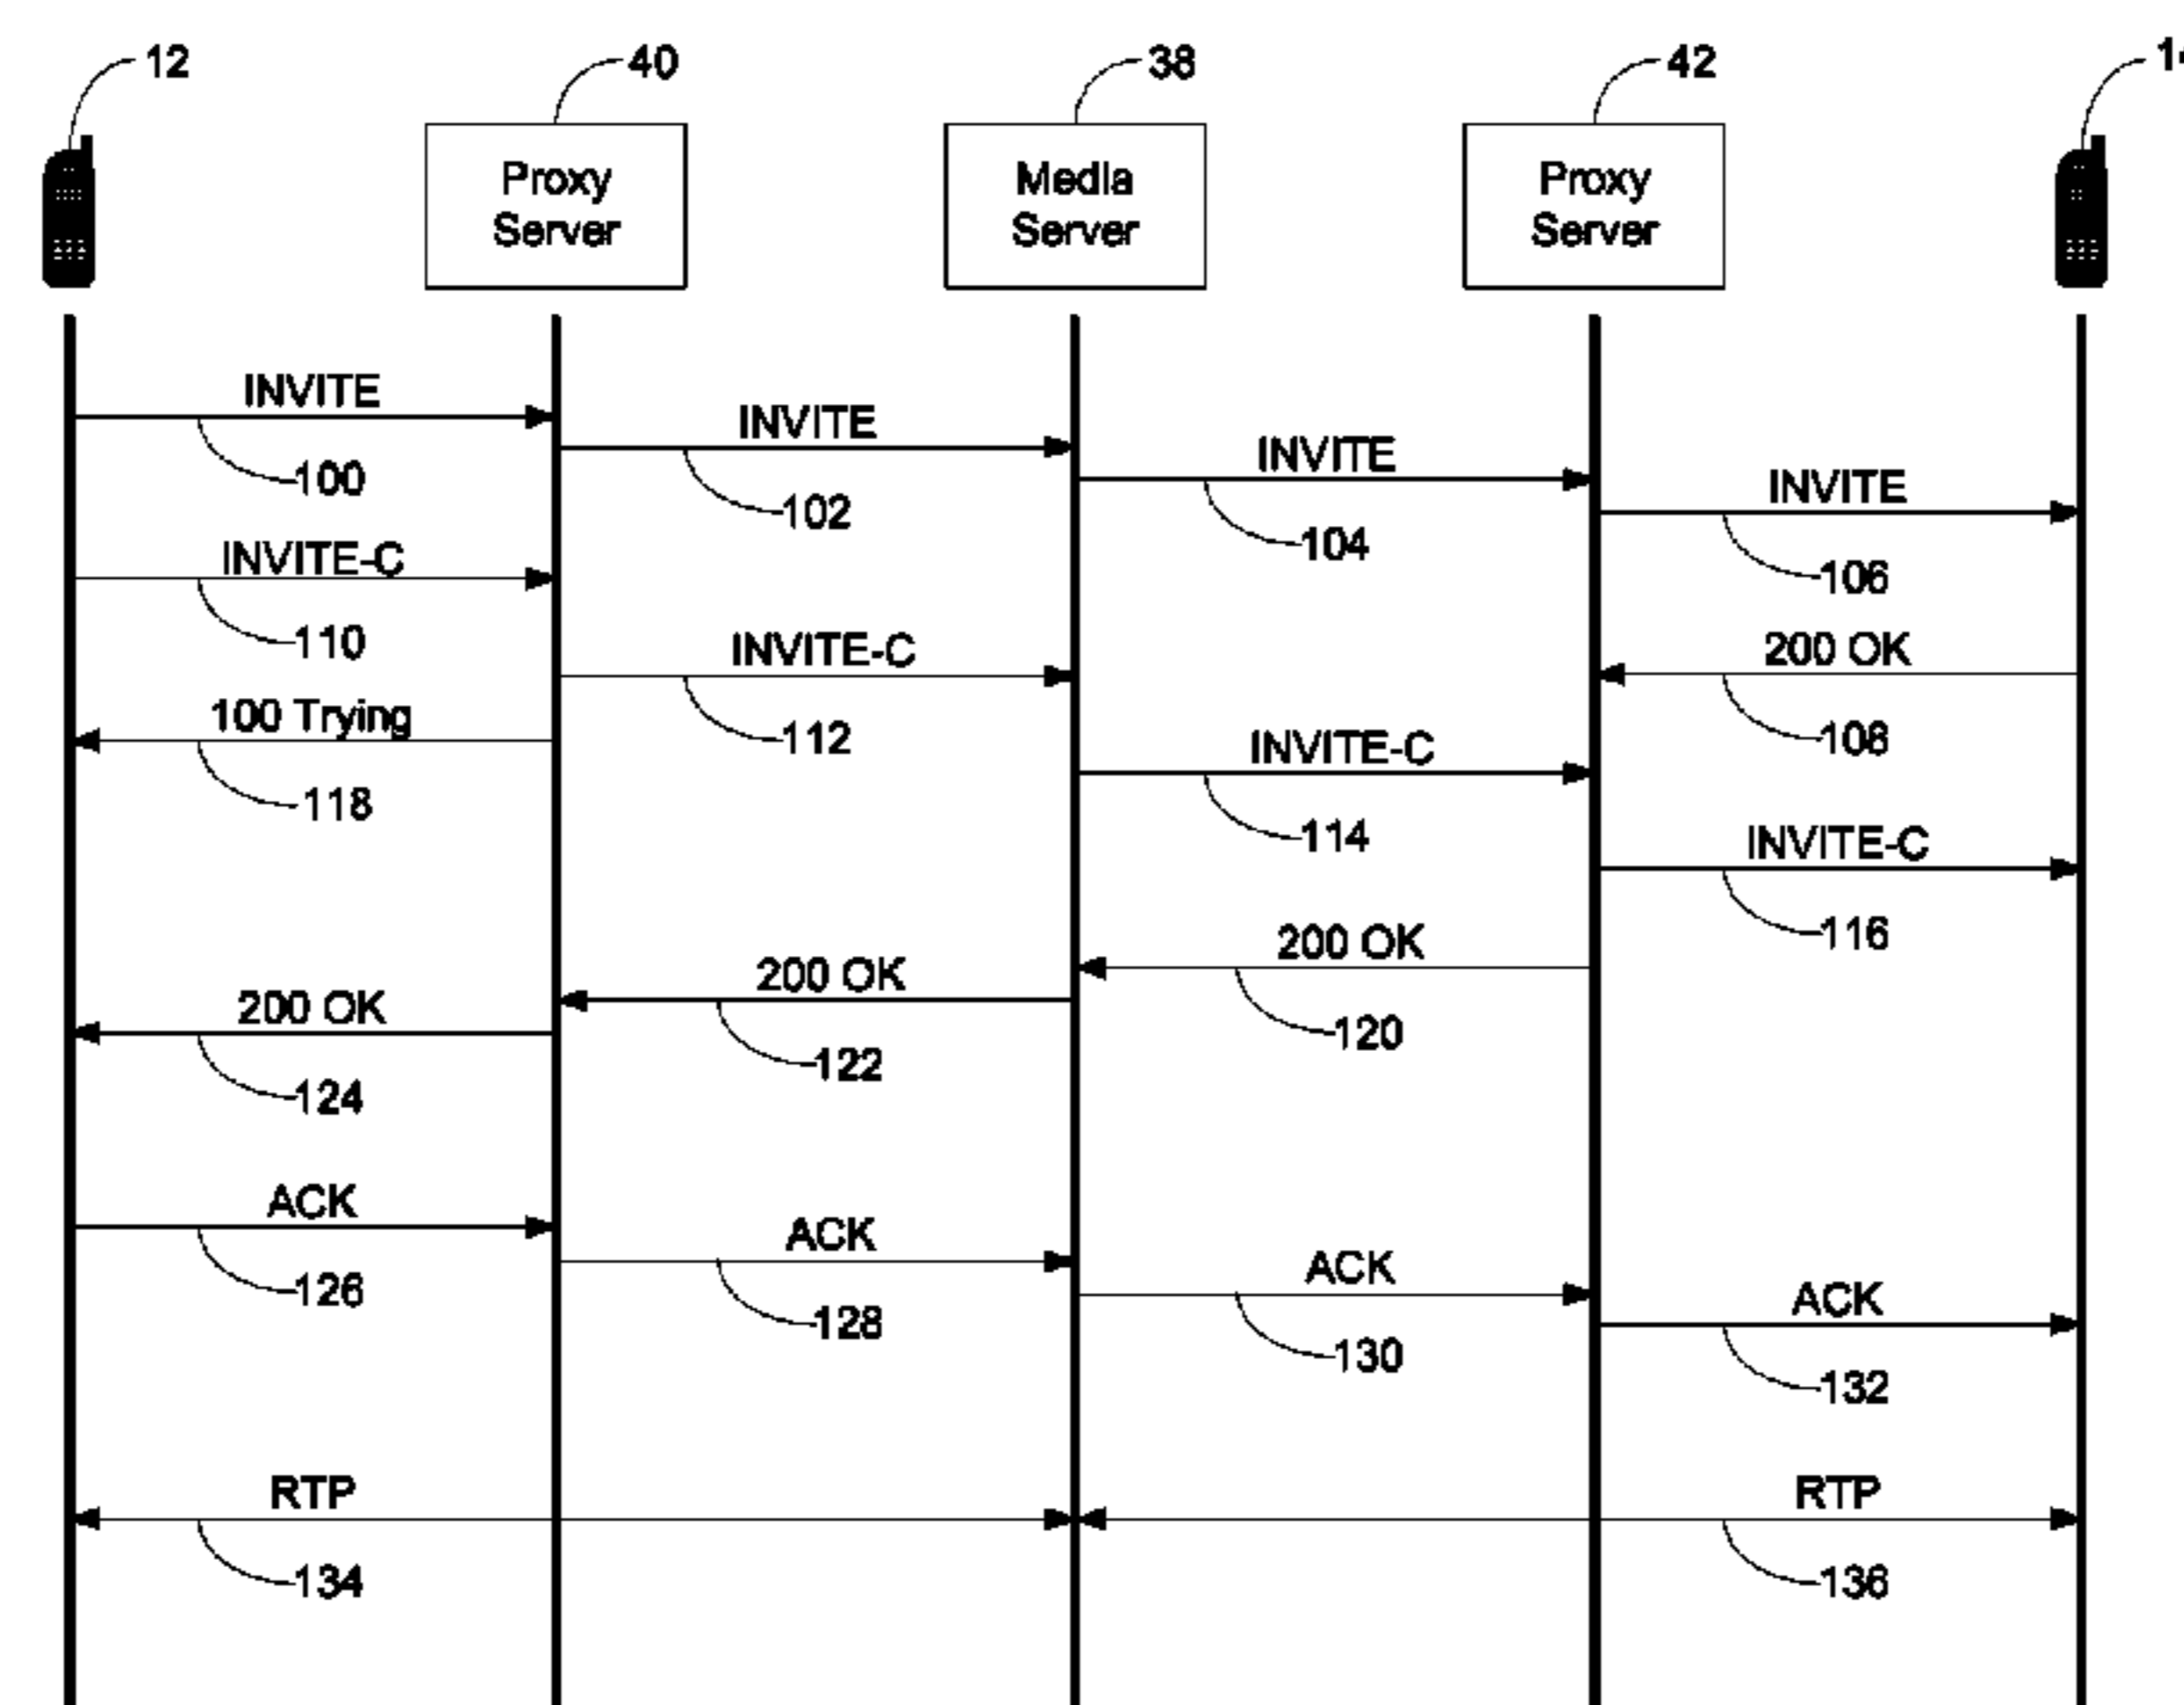 12
40
38
42
Proxy
Server
Media
Server
Proxy
Server
INVITE
100
INVITE
102
INVITE
104
INVITE
106
INVITE-C
110
200 OK
108
INVITE-C
112
100 Trying
118
INVITE-C
114
INVITE-C
116
200 OK
120
200 OK
122
200 OK
124
ACK
126
ACK
128
ACK
130
ACK
132
RTP
134
RTP
136